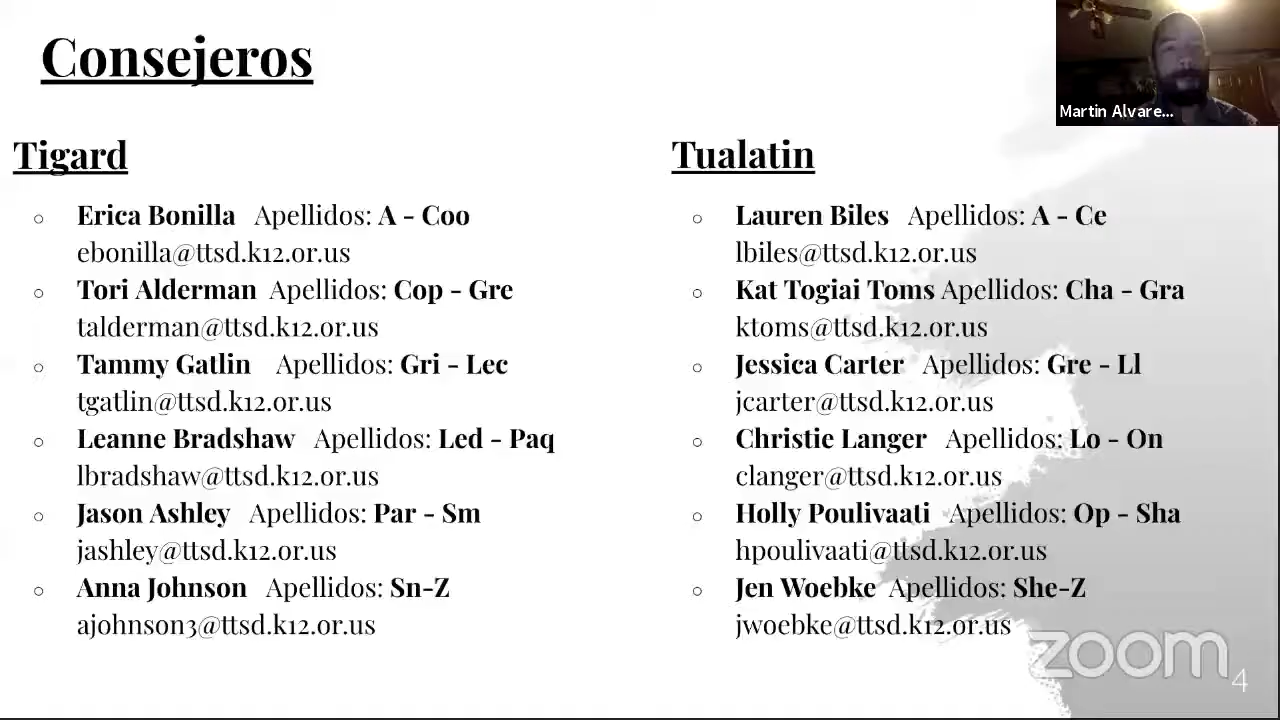 Consejeros
Martin Alvare...
Tigard
Erica Bonilla Apellidos: A - Coo
ebonilla@ttsd.k12.or.us
Tori Alderman Apellidos: Cop - Gre
talderman@ttsd.k12.or.us
Tammy Gatlin Apellidos: Gri - Lec
tgatlin@ttsd.k12.or.us
Leanne Bradshaw Apellidos: Led - Paq
lbradshaw@ttsd.k12.or.us
Jason Ashley Apellidos: Par - Sm
jashley@ttsd.k12.or.us
Anna Johnson Apellidos: Sn-Z
ajohnson3@ttsd.k12.or.us
Tualatin
Lauren Biles Apellidos: A - Ce
lbiles@ttsd.k12.or.us
Kat Togiai Toms Apellidos: Cha - Gra
ktoms@ttsd.k12.or.us
Jessica Carter Apellidos: Gre - Ll
jcarter@ttsd.k12.or.us
Christie Langer Apellidos: Lo - On
clanger@ttsd.k12.or.us
Holly Poulivaati Apellidos: Op - Sha
hpoulivaati@ttsd.k12.or.us
Jen Woebke Apellidos: She-Z
jwoebke@ttsd.k12.or.us
zoom
4